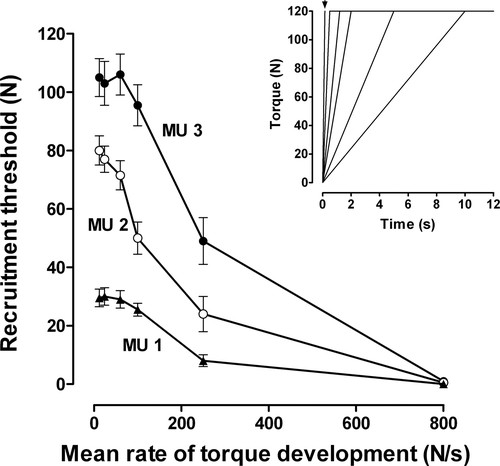 120
100
80
60
40
20
0
Recruitment threshold (N)
MU 3
MU 2
MU 1
0 200 400 600 800
Mean rate of torque development (N/s)
120
100
80
60
40
20
0
Torque (N)
0 2 4 6 8 10 12
Time (s)